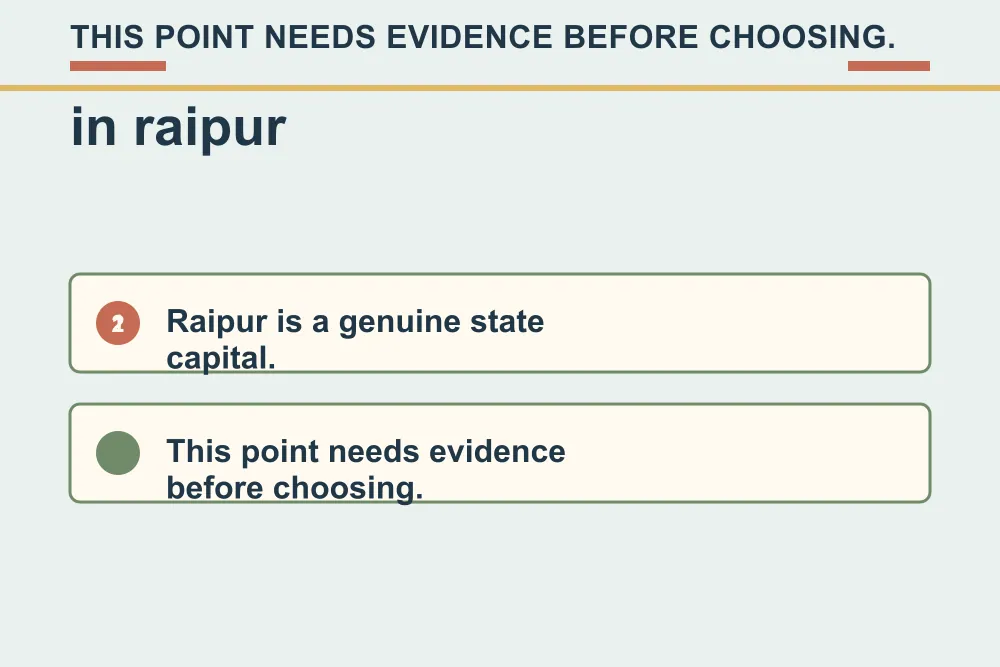 THIS POINT NEEDS EVIDENCE BEFORE CHOOSING.
in raipur
2
Raipur is a genuine state
capital.
This point needs evidence
before choosing.